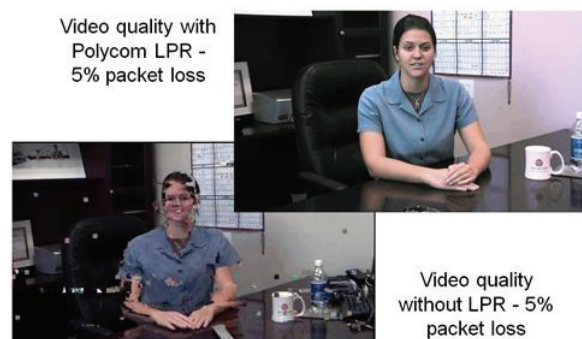 Video quality with
Polycom LPR -
5% packet loss
Video quality
without LPR - 5%
packet loss